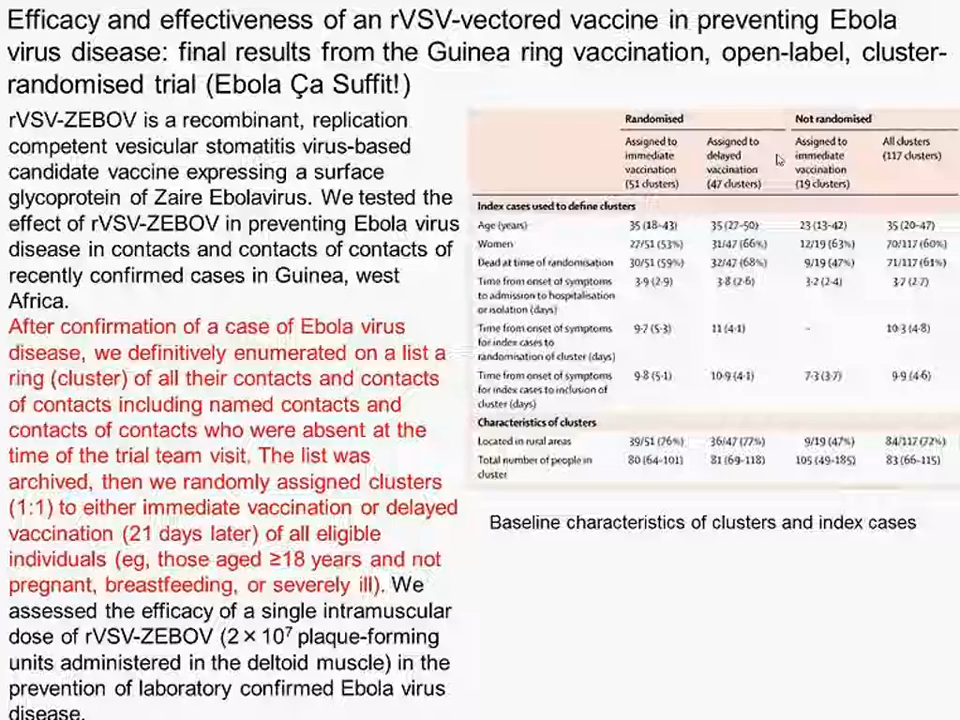 Efficacy and effectiveness of an rVSV-vectored vaccine in preventing Ebola
virus disease: final results from the Guinea ring vaccination, open-label, cluster-
randomised trial (Ebola Ça Suffit!)
rVSV-ZEBOV is a recombinant, replication
competent vesicular stomatitis virus-based
candidate vaccine expressing a surface
glycoprotein of Zaire Ebolavirus. We tested the
effect of rVSV-ZEBOV in preventing Ebola virus
disease in contacts and contacts of contacts of
recently confirmed cases in Guinea, west
Africa.
After confirmation of a case of Ebola virus
disease, we definitively enumerated on a list a
ring (cluster) of all their contacts and contacts
of contacts including named contacts and
contacts of contacts who were absent at the
time of the trial team visit. The list was
archived, then we randomly assigned clusters
(1:1) to either immediate vaccination or delayed
vaccination (21 days later) of all eligible
individuals (eg, those aged ≥18 years and not
pregnant, breastfeeding, or severely ill). We
assessed the efficacy of a single intramuscular
dose of rVSV-ZEBOV (2 × 10⁷ plaque-forming
units administered in the deltoid muscle) in the
prevention of laboratory confirmed Ebola virus
disease.
Randomised Not randomised
Assigned to Assigned to Assigned to All clusters
immediate delayed immediate (117 clusters)
vaccination vaccination vaccination
(51 clusters) (47 clusters) (19 clusters)
Index cases used to define clusters
Age (years) 35 (18–43) 35 (27–50) 23 (13–42) 35 (20–47)
Women 27/51 (53%) 31/47 (66%) 12/19 (63%) 70/117 (60%)
Dead at time of randomisation 30/51 (59%) 32/47 (68%) 9/19 (47%) 71/117 (61%)
Time from onset of symptoms 3·9 (2·9) 3·8 (2·6) 3·2 (2·4) 3·7 (2·7)
to admission to hospitalisation
or isolation (days)
Time from onset of symptoms 9·7 (5·3) 11 (4·1) – 10·3 (4·8)
for index cases to
randomisation of cluster (days)
Time from onset of symptoms 9·8 (5·1) 10·9 (4·1) 7·3 (3·7) 9·9 (4·6)
for index cases to inclusion of
cluster (days)
Characteristics of clusters
Located in rural areas 39/51 (76%) 36/47 (77%) 9/19 (47%) 84/117 (72%)
Total number of people in 80 (64–101) 81 (69–118) 105 (49–185) 83 (66–115)
cluster
Baseline characteristics of clusters and index cases